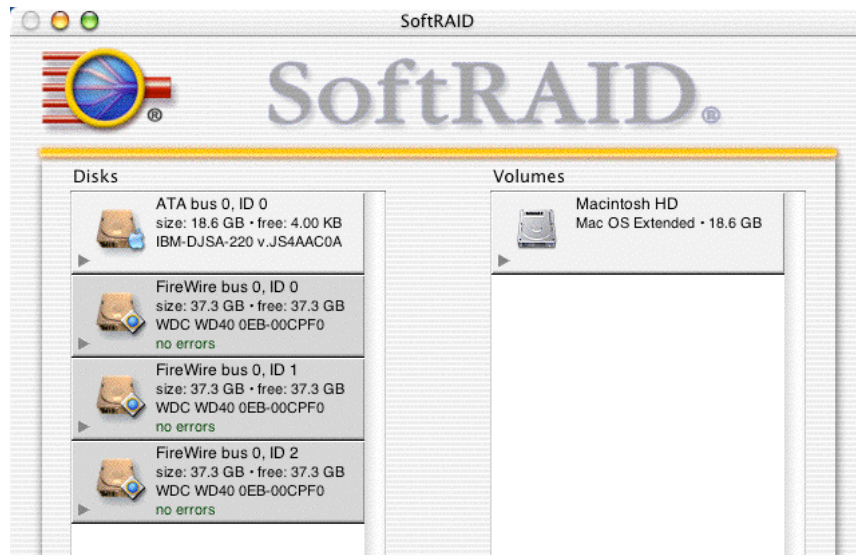 SoftRAID
SoftRAID®
®
Disks
ATA bus 0, ID 0
size: 18.6 GB • free: 4.00 KB
IBM-DJSA-220 v.JS4AAC0A
FireWire bus 0, ID 0
size: 37.3 GB • free: 37.3 GB
WDC WD40 0EB-00CPF0
no errors
FireWire bus 0, ID 1
size: 37.3 GB • free: 37.3 GB
WDC WD40 0EB-00CPF0
no errors
FireWire bus 0, ID 2
size: 37.3 GB • free: 37.3 GB
WDC WD40 0EB-00CPF0
no errors
Volumes
Macintosh HD
Mac OS Extended • 18.6 GB